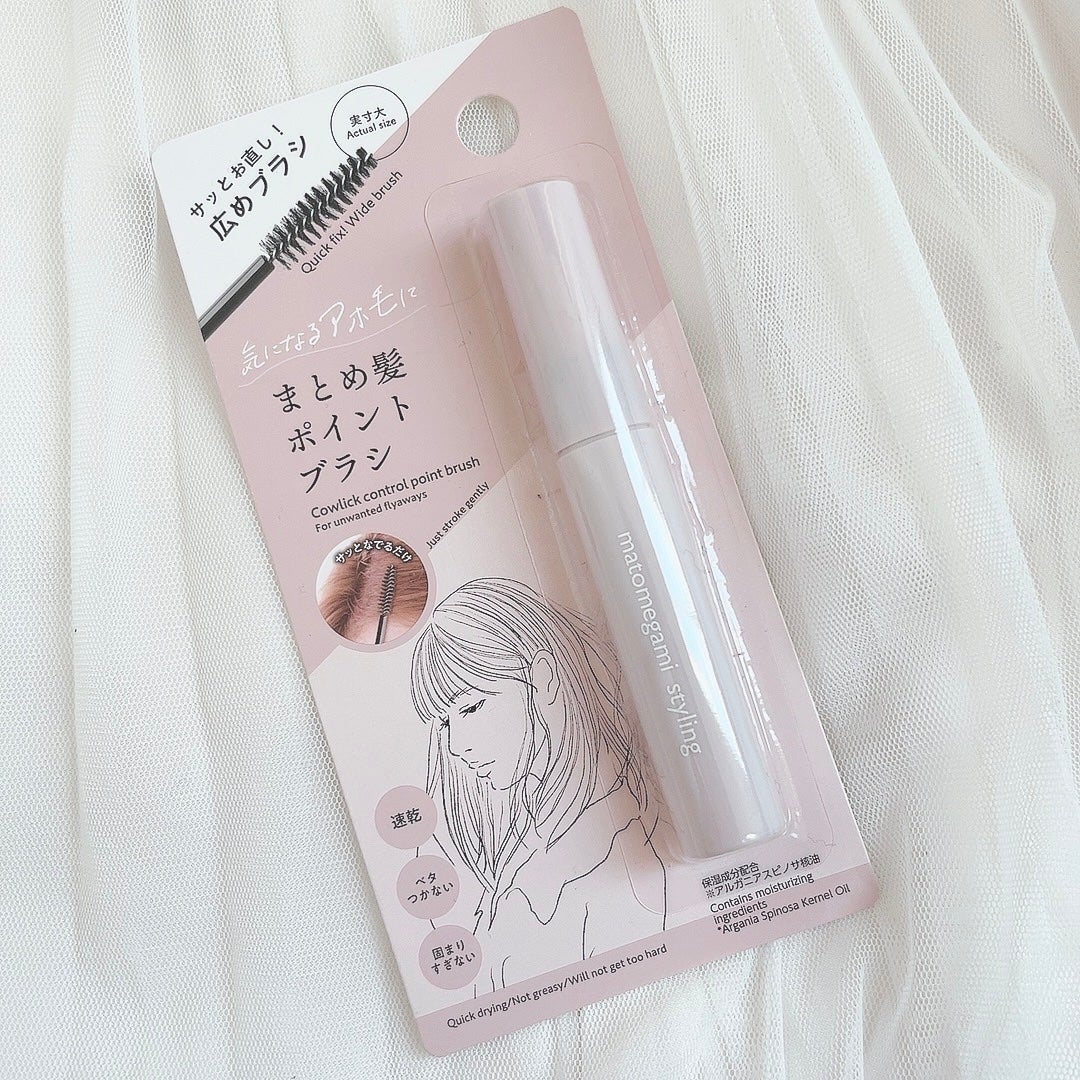 実寸大
Actual size
サッとお直し！
広めブラシ
Quick fix! Wide brush
気になるアホ毛に
まとめ髪
ポイント
ブラシ
Cowlick control point brush
For unwanted flyaways
Just stroke gently
サッとなでるだけ
matomegami styling
速乾
ベタ
つかない
固まり
すぎない
保湿成分配合
※アルガニアスピノサ核油
Contains moisturizing
ingredients
*Argania Spinosa Kernel Oil
Quick drying/Not greasy/Will not get too hard